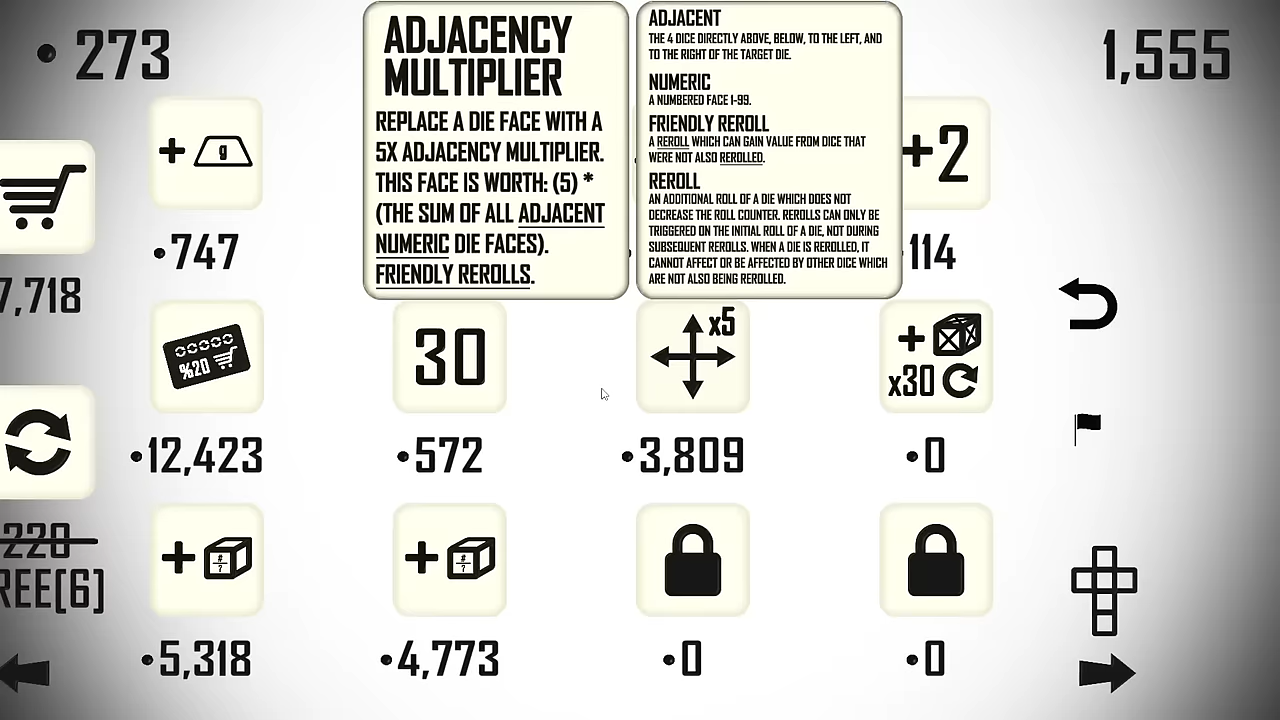 273
1,555
ADJACENCY
MULTIPLIER
REPLACE A DIE FACE WITH A
5X ADJACENCY MULTIPLIER.
THIS FACE IS WORTH: (5) *
(THE SUM OF ALL ADJACENT
NUMERIC DIE FACES).
FRIENDLY REROLLS.
ADJACENT
THE 4 DICE DIRECTLY ABOVE, BELOW, TO THE LEFT, AND
TO THE RIGHT OF THE TARGET DIE.
NUMERIC
A NUMBERED FACE 1-99.
FRIENDLY REROLL
A REROLL WHICH CAN GAIN VALUE FROM DICE THAT
WERE NOT ALSO REROLLED.
REROLL
AN ADDITIONAL ROLL OF A DIE WHICH DOES NOT
DECREASE THE ROLL COUNTER. REROLLS CAN ONLY BE
TRIGGERED ON THE INITIAL ROLL OF A DIE, NOT DURING
SUBSEQUENT REROLLS. WHEN A DIE IS REROLLED, IT
CANNOT AFFECT OR BE AFFECTED BY OTHER DICE WHICH
ARE NOT ALSO BEING REROLLED.
+ g
+2
747
114
7,718
%20
30
x5
+
x30
12,423
572
3,809
0
220
REE[6]
+ #
?
+ #
?
5,318
4,773
0
0